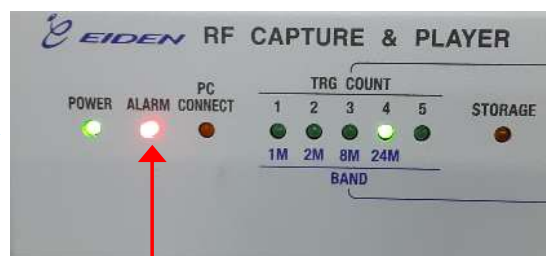 EIDEN RF CAPTURE & PLAYER
TRG COUNT
POWER ALARM PC CONNECT 1 2 3 4 5 STORAGE
1M 2M 8M 24M
BAND